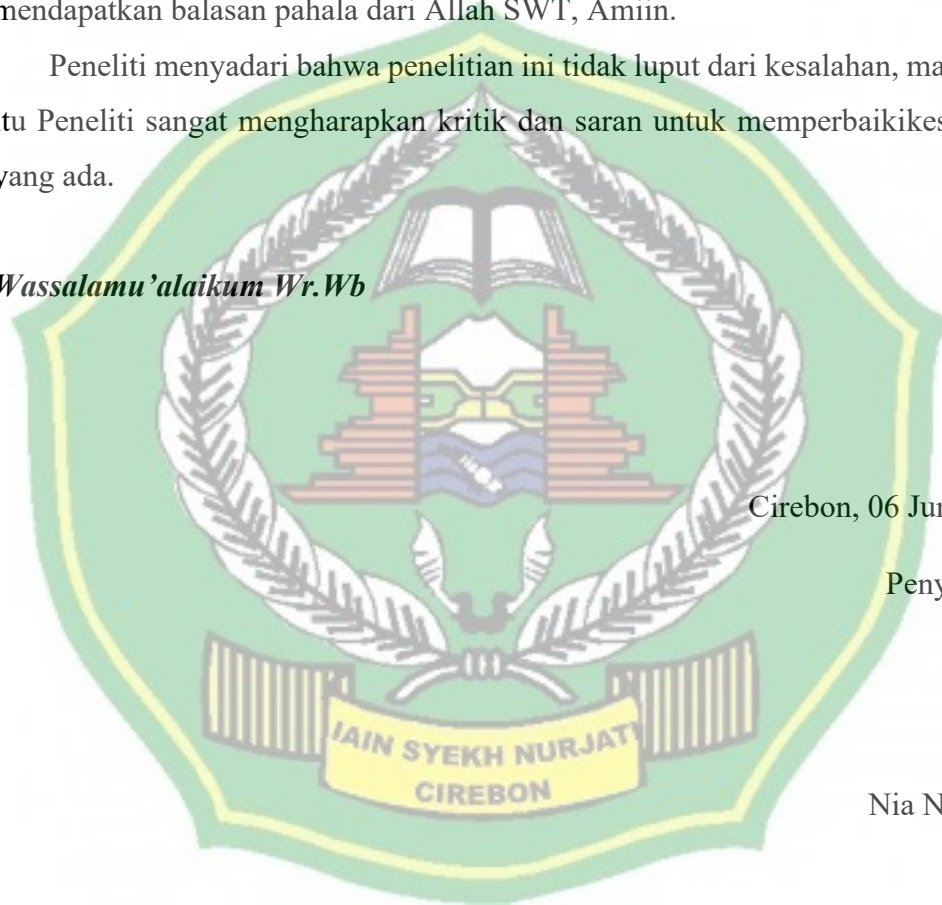 mendapatkan balasan pahala dari Allah SWT, Amiin.
Peneliti menyadari bahwa penelitian ini tidak luput dari kesalahan, ma
tu Peneliti sangat mengharapkan kritik dan saran untuk memperbaikikes
yang ada.
Wassalamu’alaikum Wr.Wb
Cirebon, 06 Jun
Peny
Nia N
IAIN SYEKH NURJATI
CIREBON